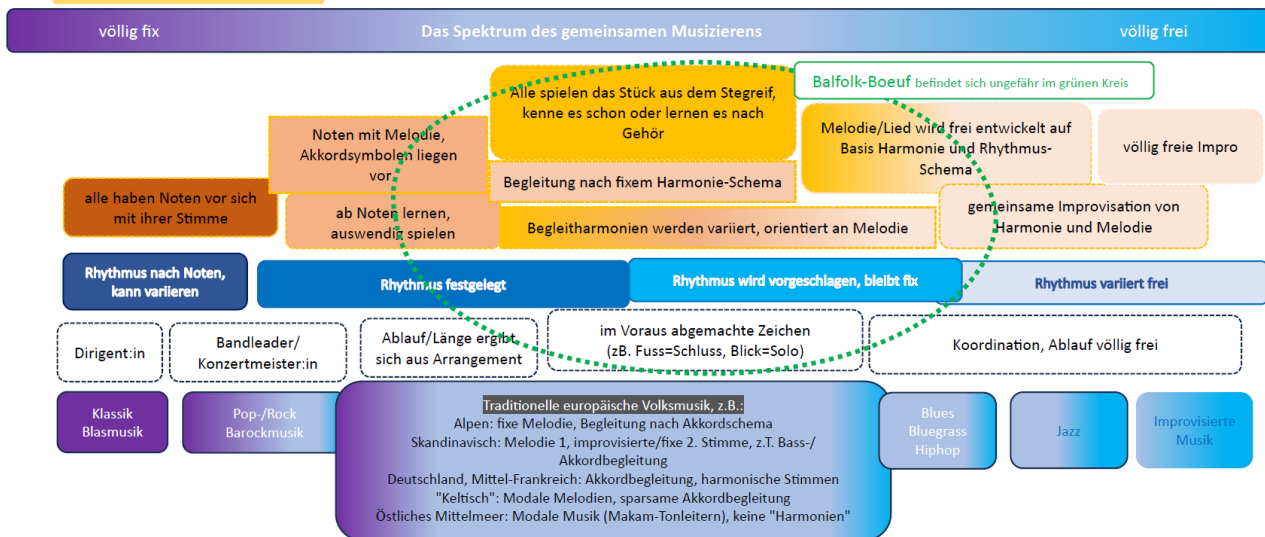 völlig fix
Das Spektrum des gemeinsamen Musizierens
völlig frei
Balfolk-Boeuf befindet sich ungefähr im grünen Kreis
Alle spielen das Stück aus dem Stegreif,
kenne es schon oder lernen es nach
Gehör
Noten mit Melodie,
Akkordsymbolen liegen
vor
Melodie/Lied wird frei entwickelt auf
Basis Harmonie und Rhythmus-
Schema
völlig freie Impro
Begleitung nach fixem Harmonie-Schema
alle haben Noten vor sich
mit ihrer Stimme
ab Noten lernen,
auswendig spielen
Begleitharmonien werden variiert, orientiert an Melodie
gemeinsame Improvisation von
Harmonie und Melodie
Rhythmus nach Noten,
kann variieren
Rhythmus festgelegt
Rhythmus wird vorgeschlagen, bleibt fix
Rhythmus variiert frei
Dirigent:in
Bandleader/
Konzertmeister:in
Ablauf/Länge ergibt
sich aus Arrangement
im Voraus abgemachte Zeichen
(zB. Fuss=Schluss, Blick=Solo)
Koordination, Ablauf völlig frei
Klassik
Blasmusik
Pop-/Rock
Barockmusik
Traditionelle europäische Volksmusik, z.B.:
Alpen: fixe Melodie, Begleitung nach Akkordschema
Skandinavisch: Melodie 1, improvisierte/fixe 2. Stimme, z.T. Bass-/
Akkordbegleitung
Deutschland, Mittel-Frankreich: Akkordbegleitung, harmonische Stimmen
"Keltisch": Modale Melodien, sparsame Akkordbegleitung
Östliches Mittelmeer: Modale Musik (Makam-Tonleitern), keine "Harmonien"
Blues
Bluegrass
Hiphop
Jazz
Improvisierte
Musik